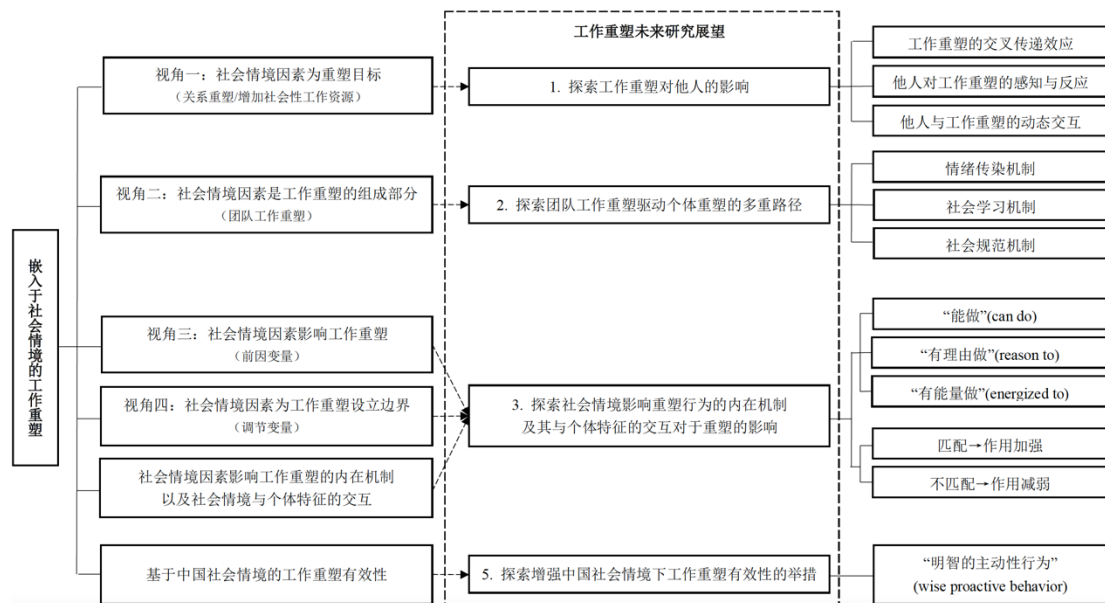 嵌入于社会情境的工作重塑
视角一：社会情境因素为重塑目标
（关系重塑/增加社会性工作资源）
视角二：社会情境因素是工作重塑的组成部分
（团队工作重塑）
视角三：社会情境因素影响工作重塑
（前因变量）
视角四：社会情境因素为工作重塑设立边界
（调节变量）
社会情境因素影响工作重塑的内在机制
以及社会情境与个体特征的交互
基于中国社会情境的工作重塑有效性
工作重塑未来研究展望
1. 探索工作重塑对他人的影响
2. 探索团队工作重塑驱动个体重塑的多重路径
3. 探索社会情境影响重塑行为的内在机制
及其与个体特征的交互对于重塑的影响
5. 探索增强中国社会情境下工作重塑有效性的举措
工作重塑的交叉传递效应
他人对工作重塑的感知与反应
他人与工作重塑的动态交互
情绪传染机制
社会学习机制
社会规范机制
“能做”(can do)
“有理由做”(reason to)
“有能量做”(energized to)
匹配→作用加强
不匹配→作用减弱
“明智的主动性行为”
(wise proactive behavior)